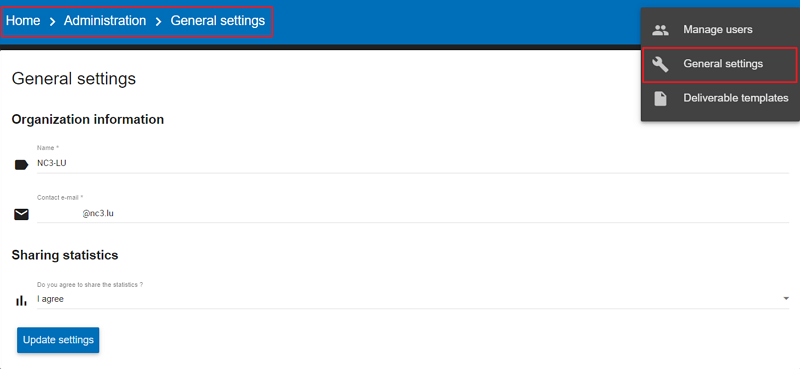 Home > Administration > General settings
Manage users
General settings
Deliverable templates
General settings
Organization information
Name *
NC3-LU
Contact e-mail *
@nc3.lu
Sharing statistics
Do you agree to share the statistics ?
I agree
Update settings